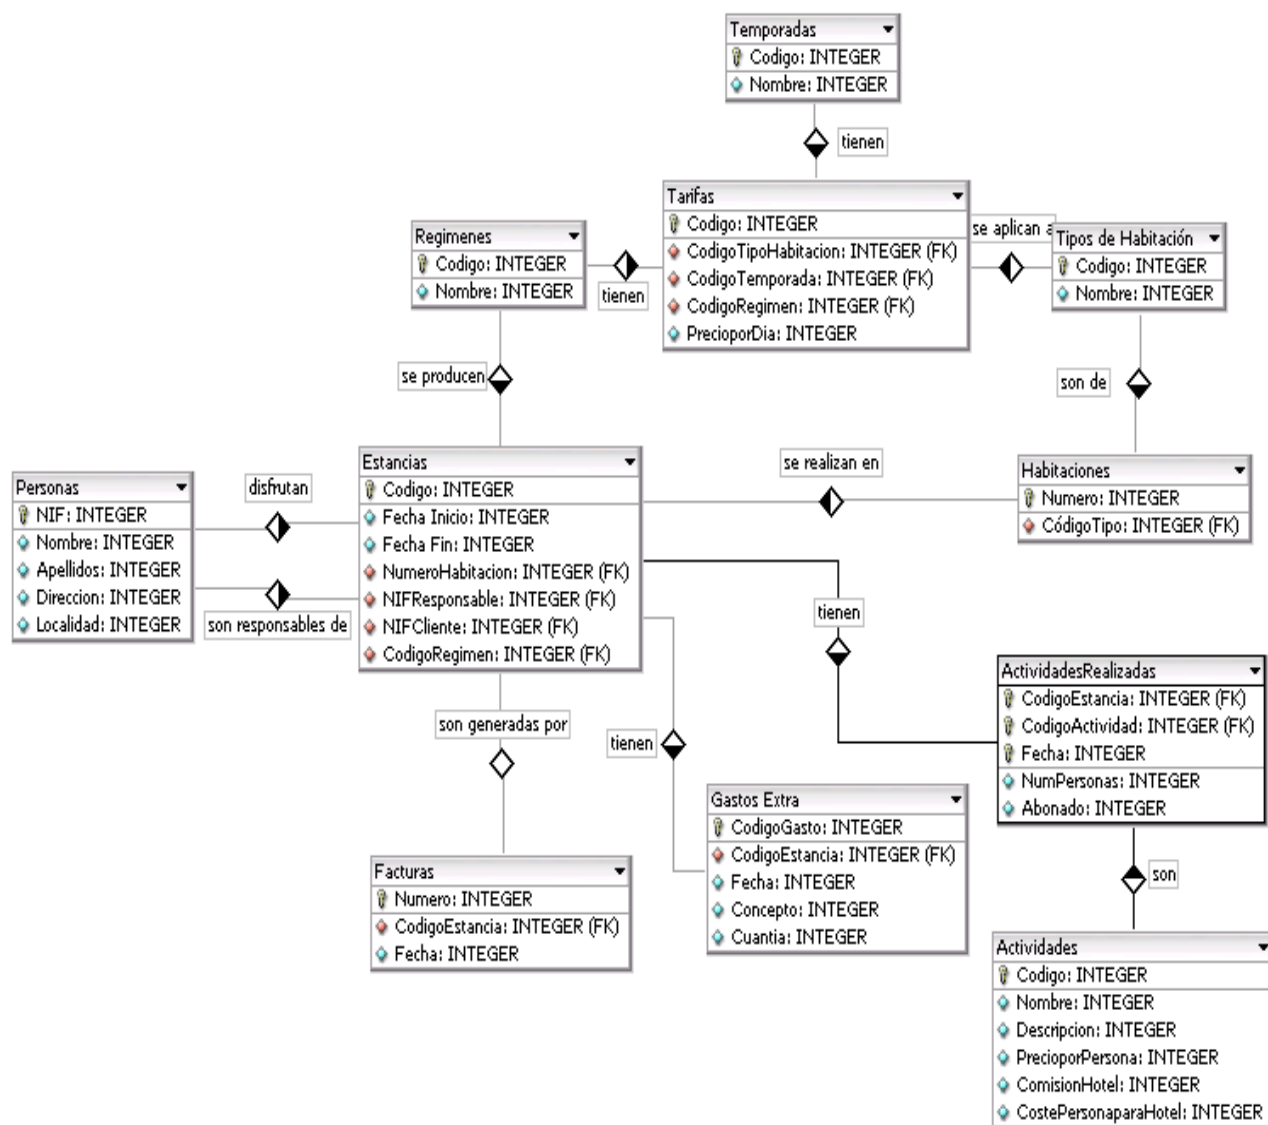 Temporadas
Codigo: INTEGER
Nombre: INTEGER
tienen
Tarifas
Codigo: INTEGER
CodigoTipoHabitacion: INTEGER (FK)
CodigoTemporada: INTEGER (FK)
CodigoRegimen: INTEGER (FK)
PrecioporDia: INTEGER
Regimenes
Codigo: INTEGER
Nombre: INTEGER
tienen
se aplican a
Tipos de Habitación
Codigo: INTEGER
Nombre: INTEGER
se producen
son de
Personas
NIF: INTEGER
Nombre: INTEGER
Apellidos: INTEGER
Direccion: INTEGER
Localidad: INTEGER
disfrutan
son responsables de
Estancias
Codigo: INTEGER
Fecha Inicio: INTEGER
Fecha Fin: INTEGER
NumeroHabitacion: INTEGER (FK)
NIFResponsable: INTEGER (FK)
NIFCliente: INTEGER (FK)
CodigoRegimen: INTEGER (FK)
se realizan en
Habitaciones
Numero: INTEGER
CódigoTipo: INTEGER (FK)
tienen
son generadas por
tienen
ActividadesRealizadas
CodigoEstancia: INTEGER (FK)
CodigoActividad: INTEGER (FK)
Fecha: INTEGER
NumPersonas: INTEGER
Abonado: INTEGER
Gastos Extra
CodigoGasto: INTEGER
CodigoEstancia: INTEGER (FK)
Fecha: INTEGER
Concepto: INTEGER
Cuantia: INTEGER
Facturas
Numero: INTEGER
CodigoEstancia: INTEGER (FK)
Fecha: INTEGER
son
Actividades
Codigo: INTEGER
Nombre: INTEGER
Descripcion: INTEGER
PrecioporPersona: INTEGER
ComisionHotel: INTEGER
CostePersonaparaHotel: INTEGER